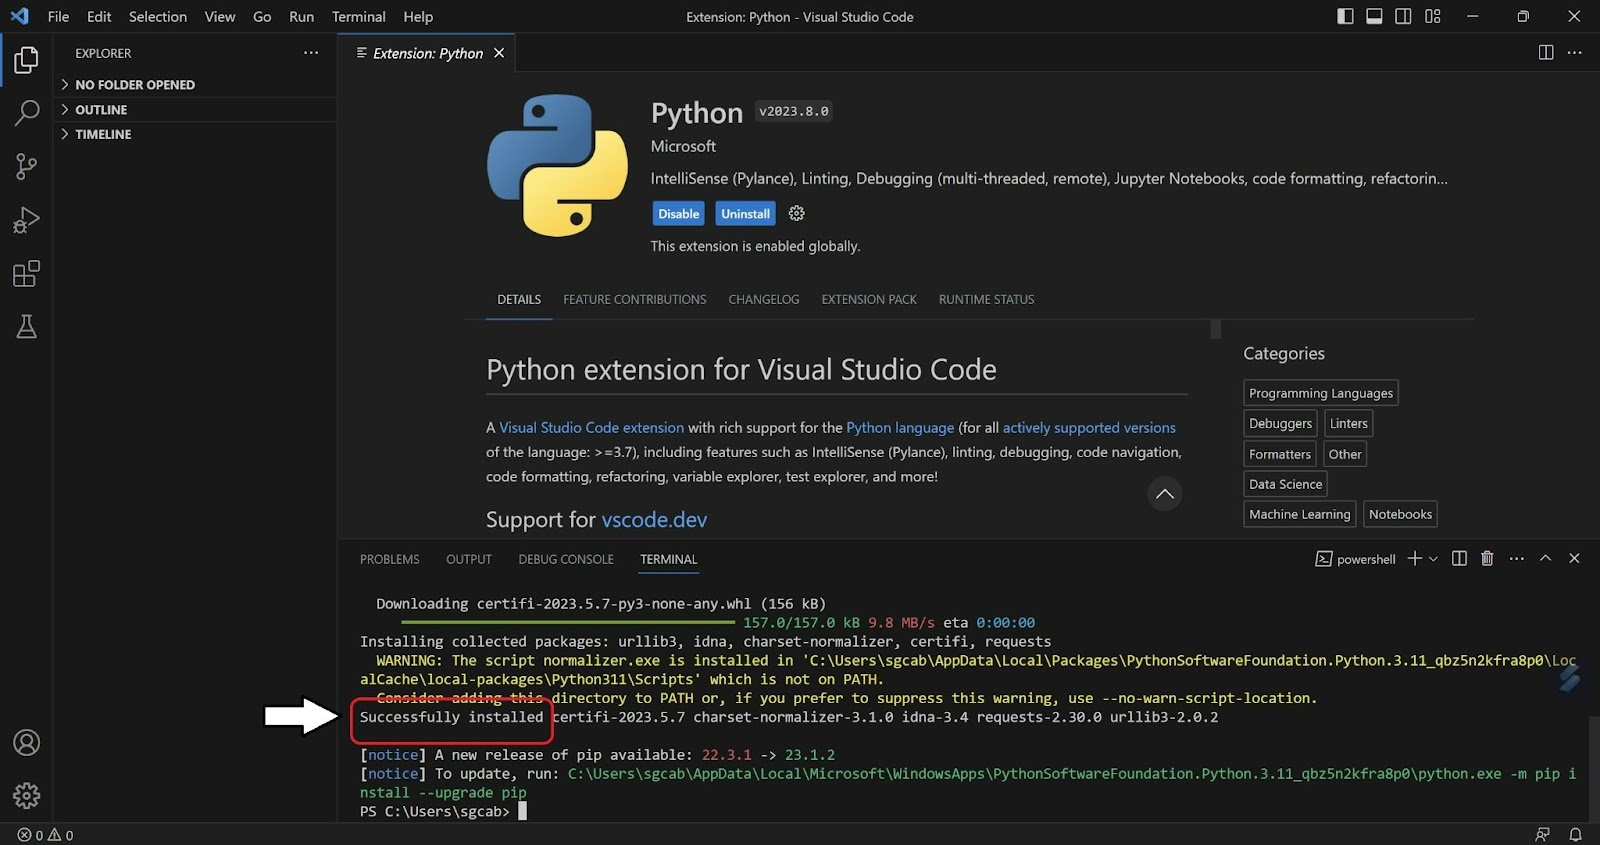 File Edit Selection View Go Run Terminal Help
Extension: Python - Visual Studio Code
EXPLORER
NO FOLDER OPENED
OUTLINE
TIMELINE
Extension: Python
Python v2023.8.0
Microsoft
IntelliSense (Pylance), Linting, Debugging (multi-threaded, remote), Jupyter Notebooks, code formatting, refactorin...
Disable Uninstall
This extension is enabled globally.
DETAILS FEATURE CONTRIBUTIONS CHANGELOG EXTENSION PACK RUNTIME STATUS
Python extension for Visual Studio Code
A Visual Studio Code extension with rich support for the Python language (for all actively supported versions
of the language: >=3.7), including features such as IntelliSense (Pylance), linting, debugging, code navigation,
code formatting, refactoring, variable explorer, test explorer, and more!
Support for vscode.dev
Categories
Programming Languages
Debuggers Linters
Formatters Other
Data Science
Machine Learning Notebooks
PROBLEMS OUTPUT DEBUG CONSOLE TERMINAL
powershell
Downloading certifi-2023.5.7-py3-none-any.whl (156 kB)
157.0/157.0 kB 9.8 MB/s eta 0:00:00
Installing collected packages: urllib3, idna, charset-normalizer, certifi, requests
WARNING: The script normalizer.exe is installed in 'C:\Users\sgcab\AppData\Local\Packages\PythonSoftwareFoundation.Python.3.11_qbz5n2kfra8p0\Loc
alCache\local-packages\Python311\Scripts' which is not on PATH.
Consider adding this directory to PATH or, if you prefer to suppress this warning, use --no-warn-script-location.
Successfully installed certifi-2023.5.7 charset-normalizer-3.1.0 idna-3.4 requests-2.30.0 urllib3-2.0.2
[notice] A new release of pip available: 22.3.1 -> 23.1.2
[notice] To update, run: C:\Users\sgcab\AppData\Local\Microsoft\WindowsApps\PythonSoftwareFoundation.Python.3.11_qbz5n2kfra8p0\python.exe -m pip i
nstall --upgrade pip
PS C:\Users\sgcab>
0 0